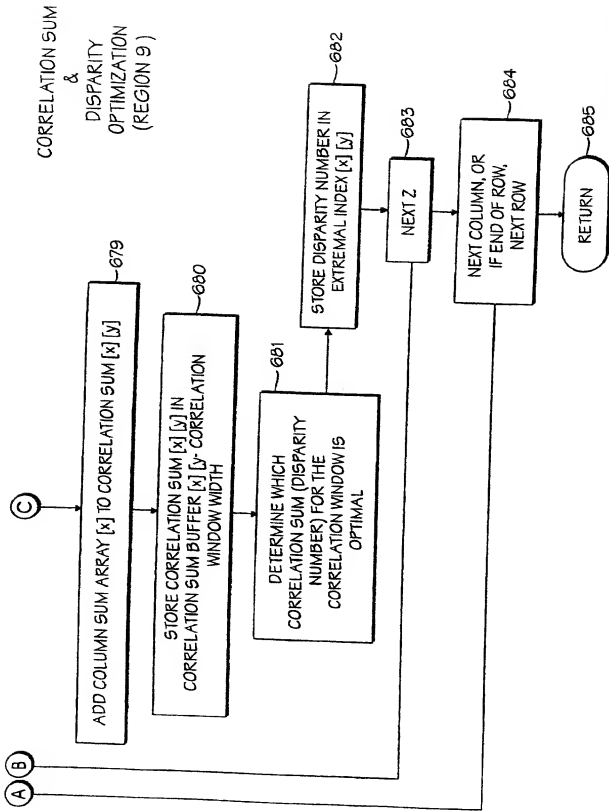 CORRELATION SUM
&
DISPARITY
OPTIMIZATION
(REGION 9)
A
B
C
679
ADD COLUMN SUM ARRAY [x] TO CORRELATION SUM [x] [y]
680
STORE CORRELATION SUM [x] [y] IN
CORRELATION SUM BUFFER [x] [y- CORRELATION
WINDOW WIDTH
681
DETERMINE WHICH
CORRELATION SUM (DISPARITY
NUMBER) FOR THE
CORRELATION WINDOW IS
OPTIMAL
682
STORE DISPARITY NUMBER IN
EXTREMAL INDEX [x] [y]
683
NEXT Z
684
NEXT COLUMN, OR
IF END OF ROW,
NEXT ROW
685
RETURN